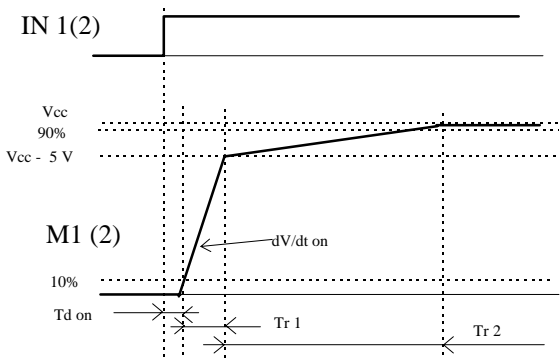 IN 1(2)
Vcc
90%
Vcc - 5 V
M1 (2)
dV/dt on
10%
Td on
Tr 1
Tr 2